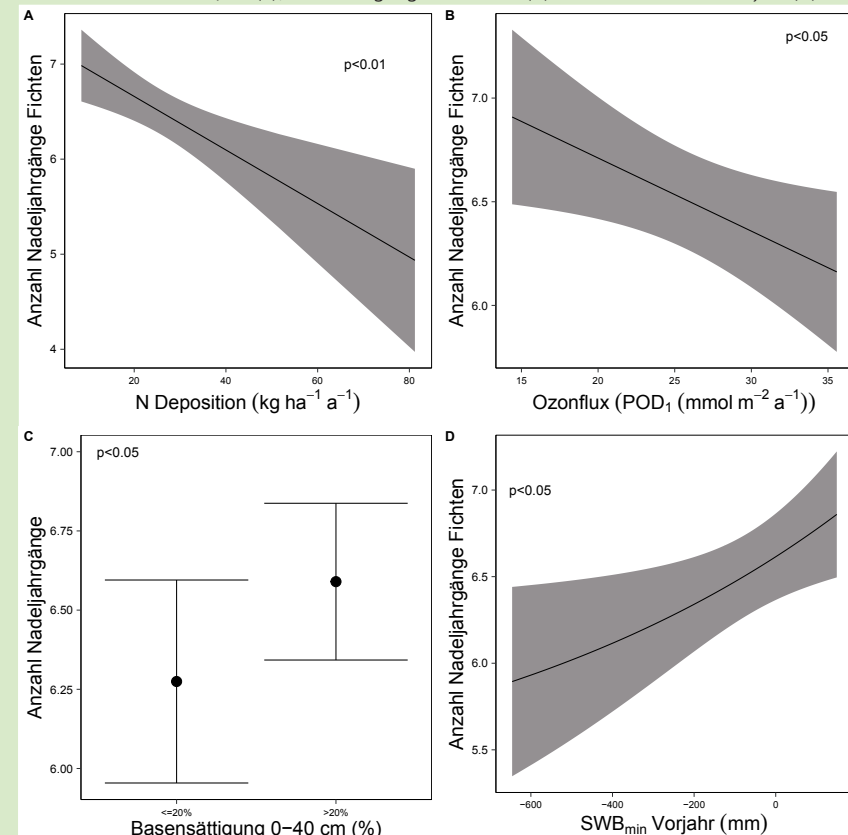 A
p<0.01
Anzahl Nadeljahrgänge Fichten
7
6
5
4
20 40 60 80
N Deposition (kg ha⁻¹ a⁻¹)
B
p<0.05
Anzahl Nadeljahrgänge Fichten
7.0
6.5
6.0
15 20 25 30 35
Ozonflux (POD₁ (mmol m⁻² a⁻¹))
C
p<0.05
Anzahl Nadeljahrgänge
7.00
6.75
6.50
6.25
6.00
<=20% >20%
Basensättigung 0−40 cm (%)
D
p<0.05
Anzahl Nadeljahrgänge Fichten
7.0
6.5
6.0
5.5
−600 −400 −200 0
SWBmin Vorjahr (mm)